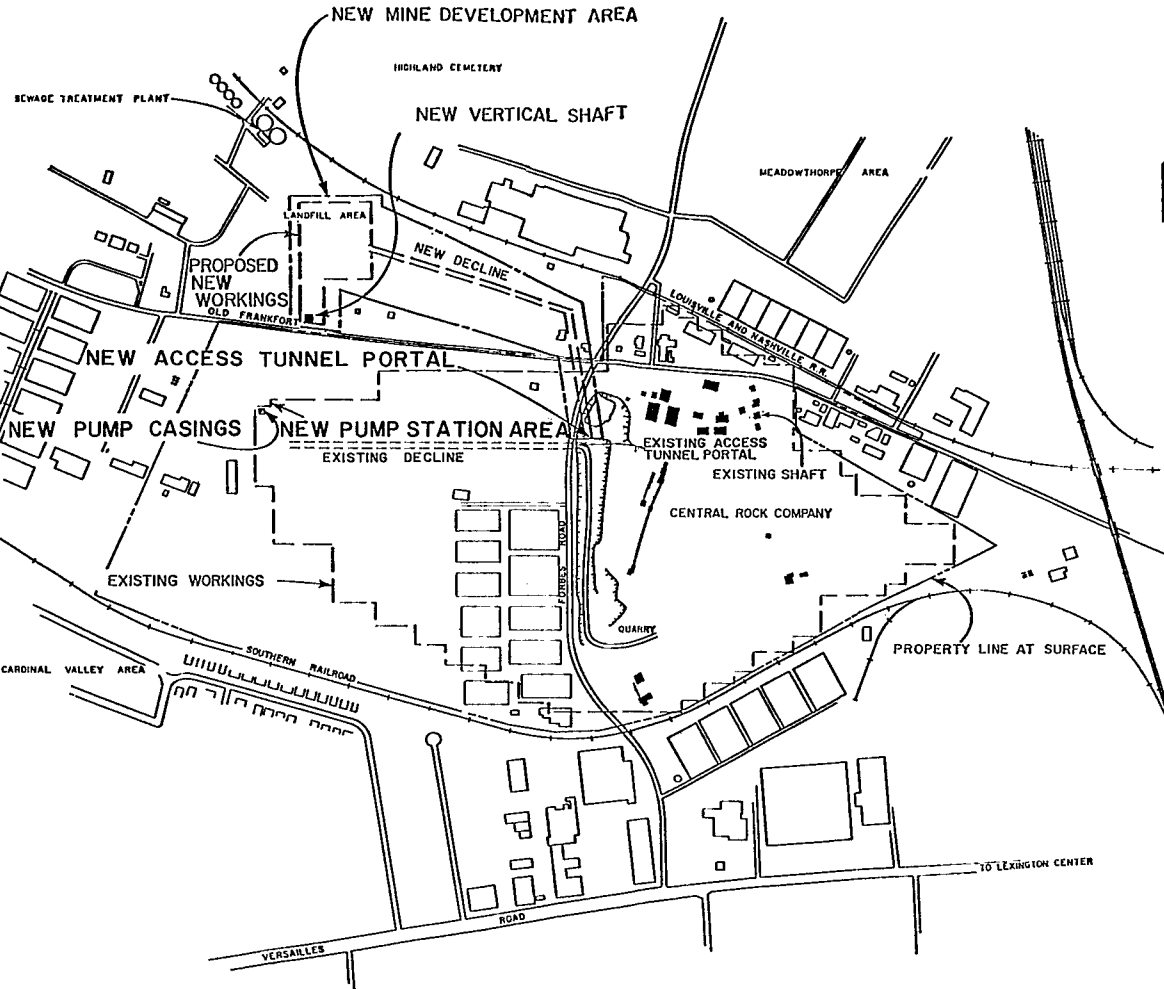 NEW MINE DEVELOPMENT AREA
HIGHLAND CEMETERY
SEWAGE TREATMENT PLANT
NEW VERTICAL SHAFT
MEADOWTHORPE AREA
LANDFILL AREA
NEW DECLINE
PROPOSED
NEW
WORKINGS
OLD FRANKFORT
LOUISVILLE AND NASHVILLE R.R.
NEW ACCESS TUNNEL PORTAL
NEW PUMP CASINGS
NEW PUMP STATION AREA
EXISTING DECLINE
EXISTING ACCESS
TUNNEL PORTAL
EXISTING SHAFT
CENTRAL ROCK COMPANY
FORBES ROAD
EXISTING WORKINGS
QUARRY
SOUTHERN RAILROAD
PROPERTY LINE AT SURFACE
CARDINAL VALLEY AREA
TO LEXINGTON CENTER
VERSAILLES ROAD